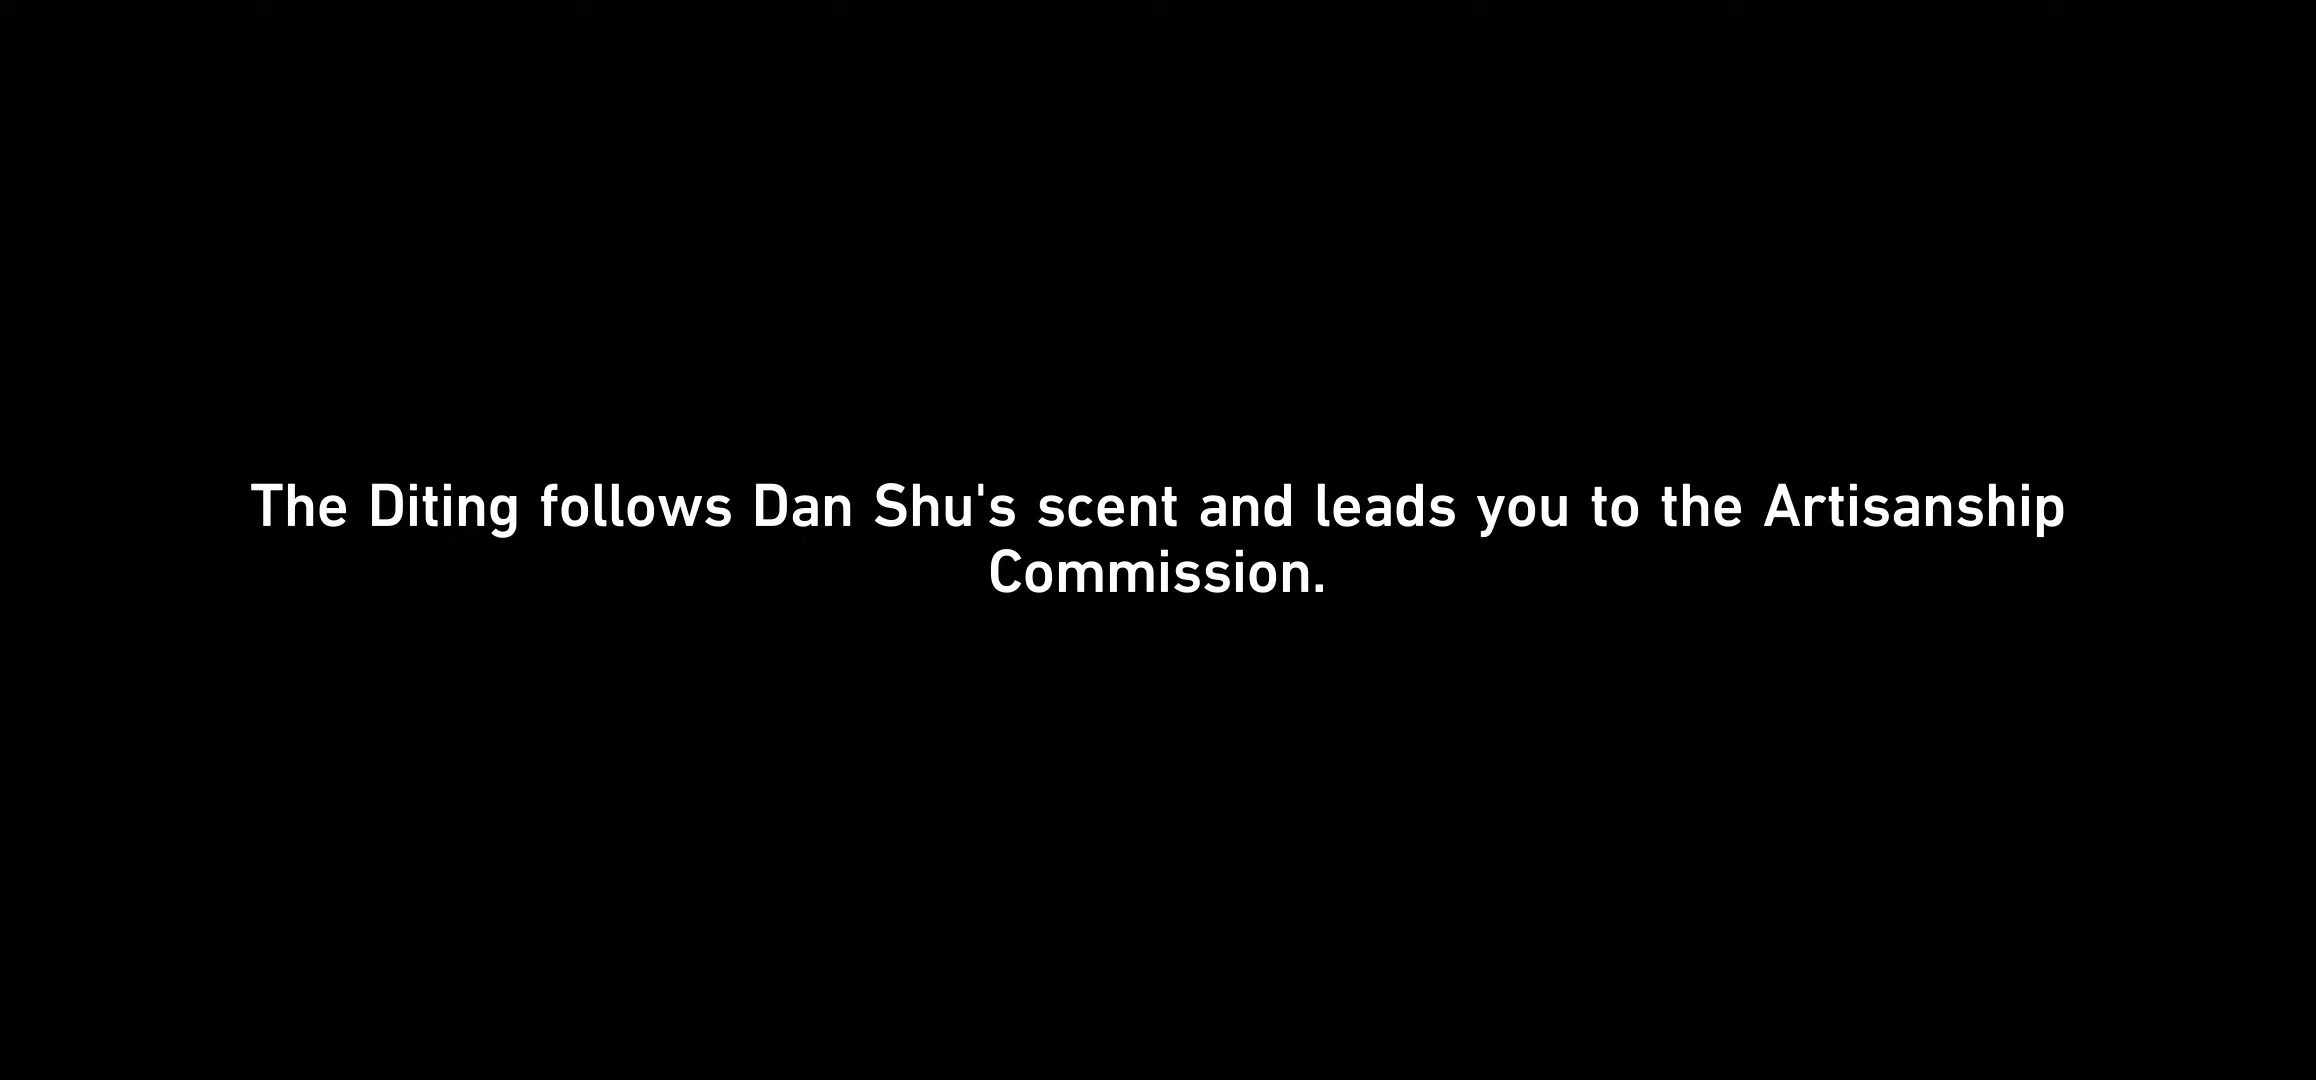 The Diting follows Dan Shu's scent and leads you to the Artisanship
Commission.